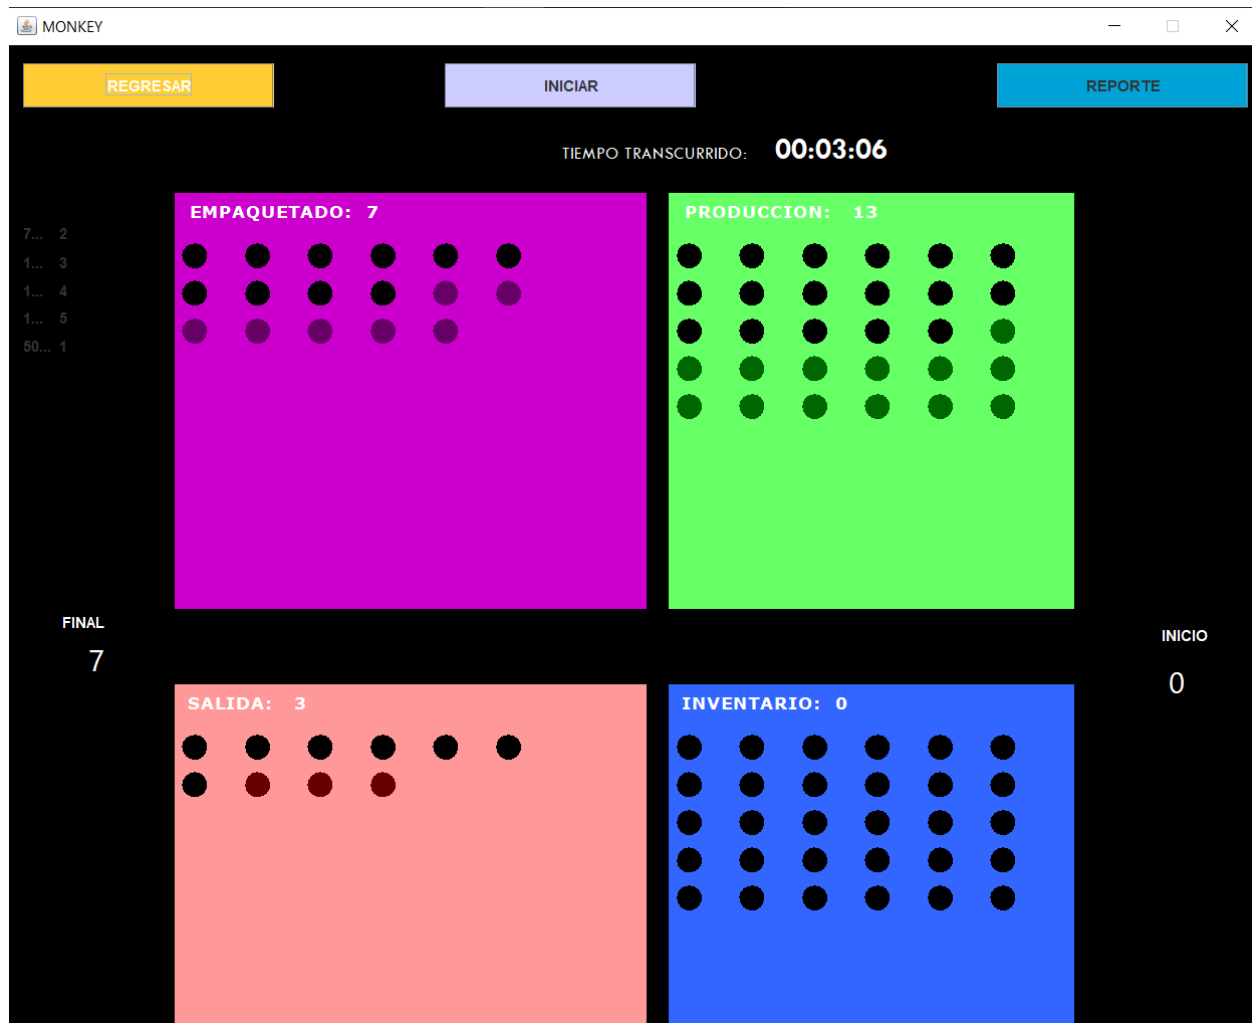 MONKEY
REGRESAR
INICIAR
REPORTE
TIEMPO TRANSCURRIDO: 00:03:06
EMPAQUETADO: 7
PRODUCCION: 13
7... 2
1... 3
1... 4
1... 5
50... 1
FINAL
7
INICIO
0
SALIDA: 3
INVENTARIO: 0